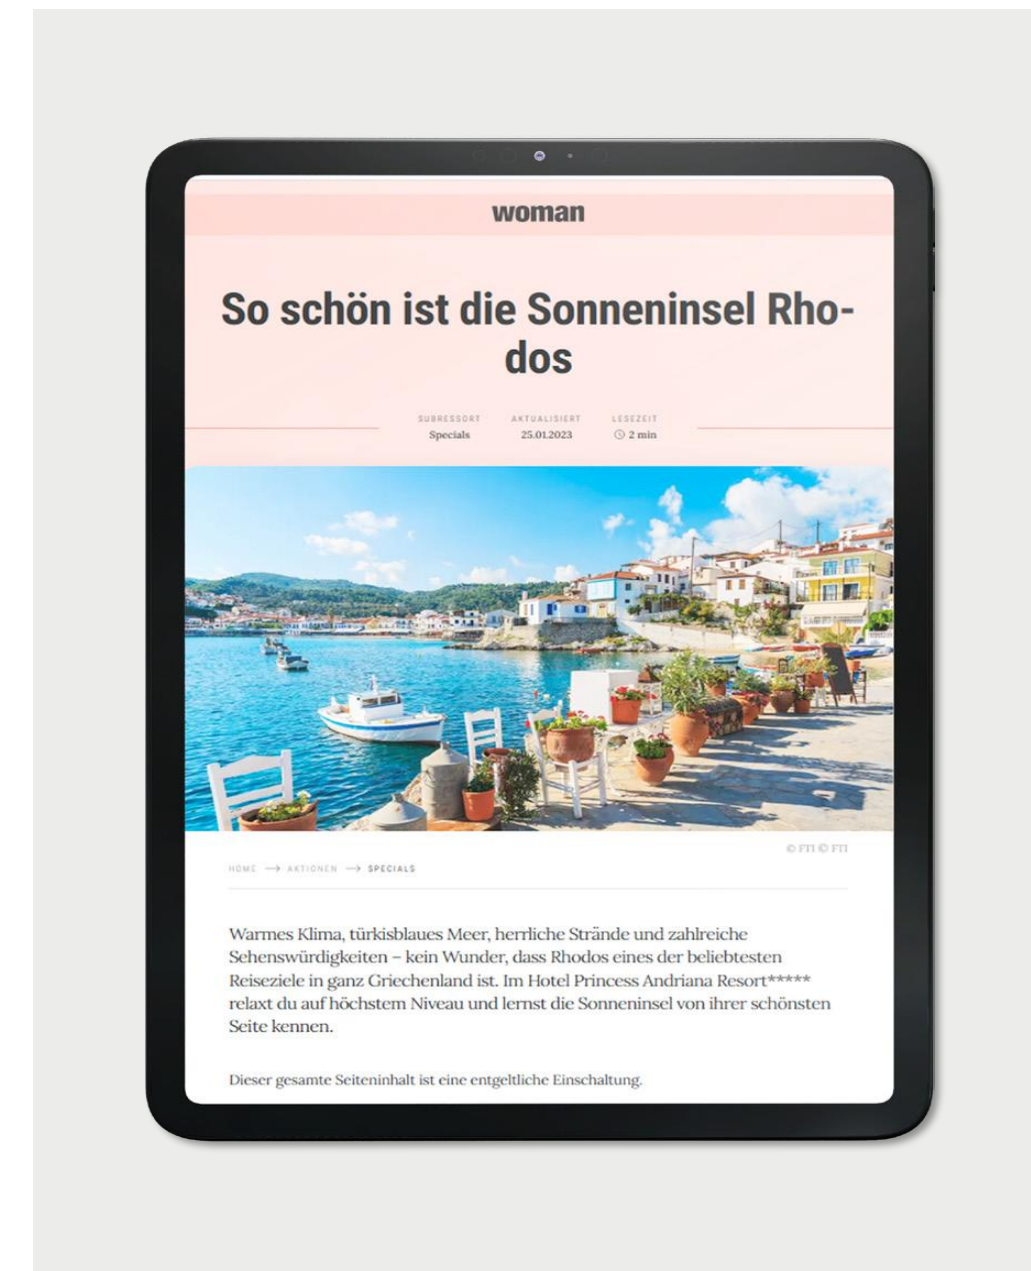 woman
So schön ist die Sonneninsel Rho-
dos
SUBRESSORT AKTUALISIERT LESEZEIT
Specials 25.01.2023 2 min
© FTI © FTI
HOME → AKTIONEN → SPECIALS
Warmes Klima, türkisblaues Meer, herrliche Strände und zahlreiche
Sehenswürdigkeiten – kein Wunder, dass Rhodos eines der beliebtesten
Reiseziele in ganz Griechenland ist. Im Hotel Princess Andriana Resort*****
relaxt du auf höchstem Niveau und lernst die Sonneninsel von ihrer schönsten
Seite kennen.
Dieser gesamte Seiteninhalt ist eine entgeltliche Einschaltung.